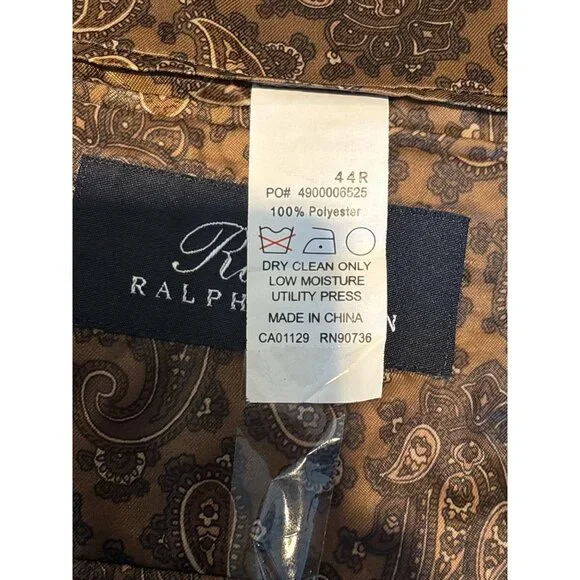 44R
PO# 4900006525
100% Polyester
DRY CLEAN ONLY
LOW MOISTURE
UTILITY PRESS
MADE IN CHINA
CA01129 RN90736
RALPH